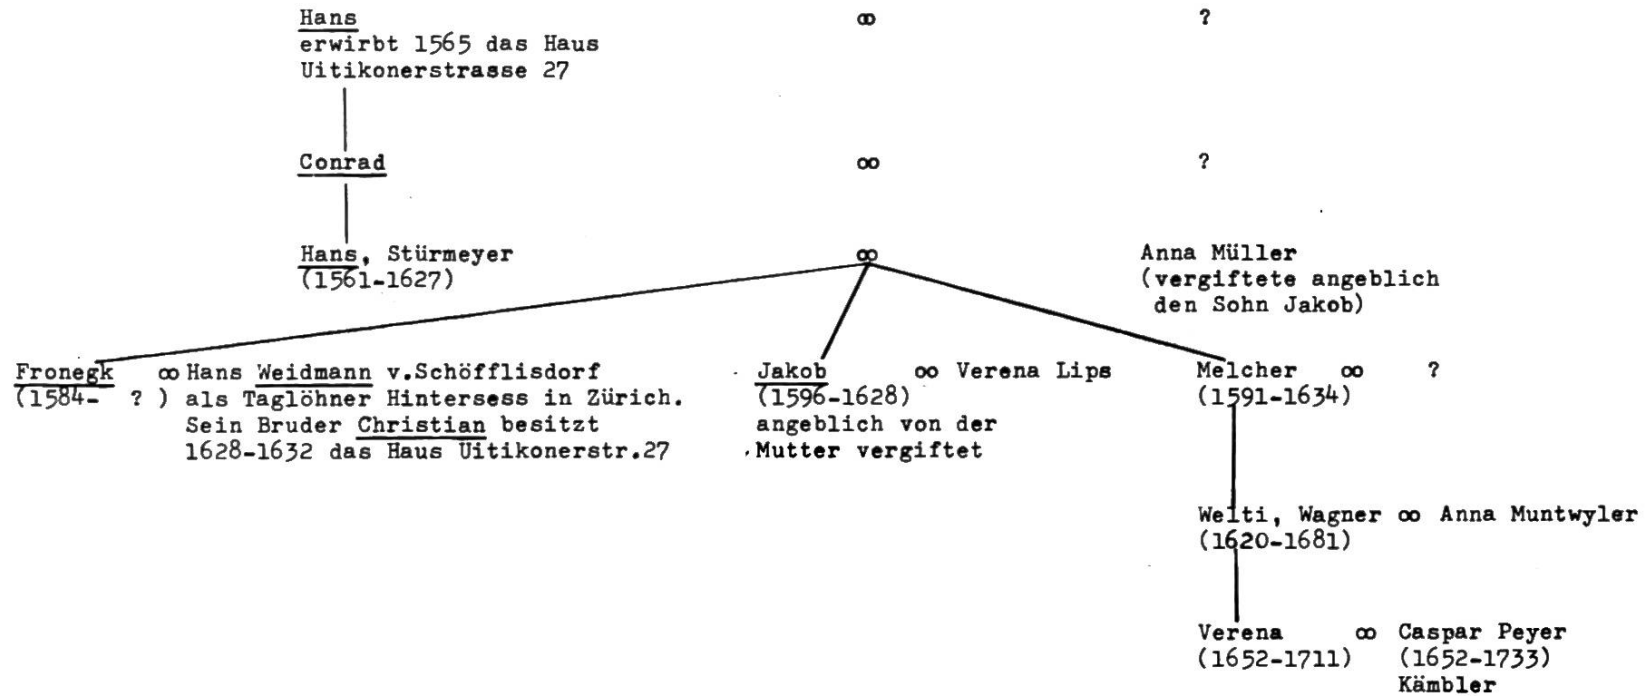 Hans ∞ ?
erwirbt 1565 das Haus
Uitikonerstrasse 27
Conrad ∞ ?
Hans, Stürmeyer ∞ Anna Müller
(1561-1627) (vergiftete angeblich
den Sohn Jakob)
Fronegk ∞ Hans Weidmann v.Schöfflisdorf Jakob ∞ Verena Lips Melcher ∞ ?
(1584- ? ) als Taglöhner Hintersess in Zürich. (1596-1628) (1591-1634)
Sein Bruder Christian besitzt angeblich von der
1628-1632 das Haus Uitikonerstr.27 Mutter vergiftet
Welti, Wagner ∞ Anna Muntwyler
(1620-1681)
Verena ∞ Caspar Peyer
(1652-1711) (1652-1733)
Kämbler